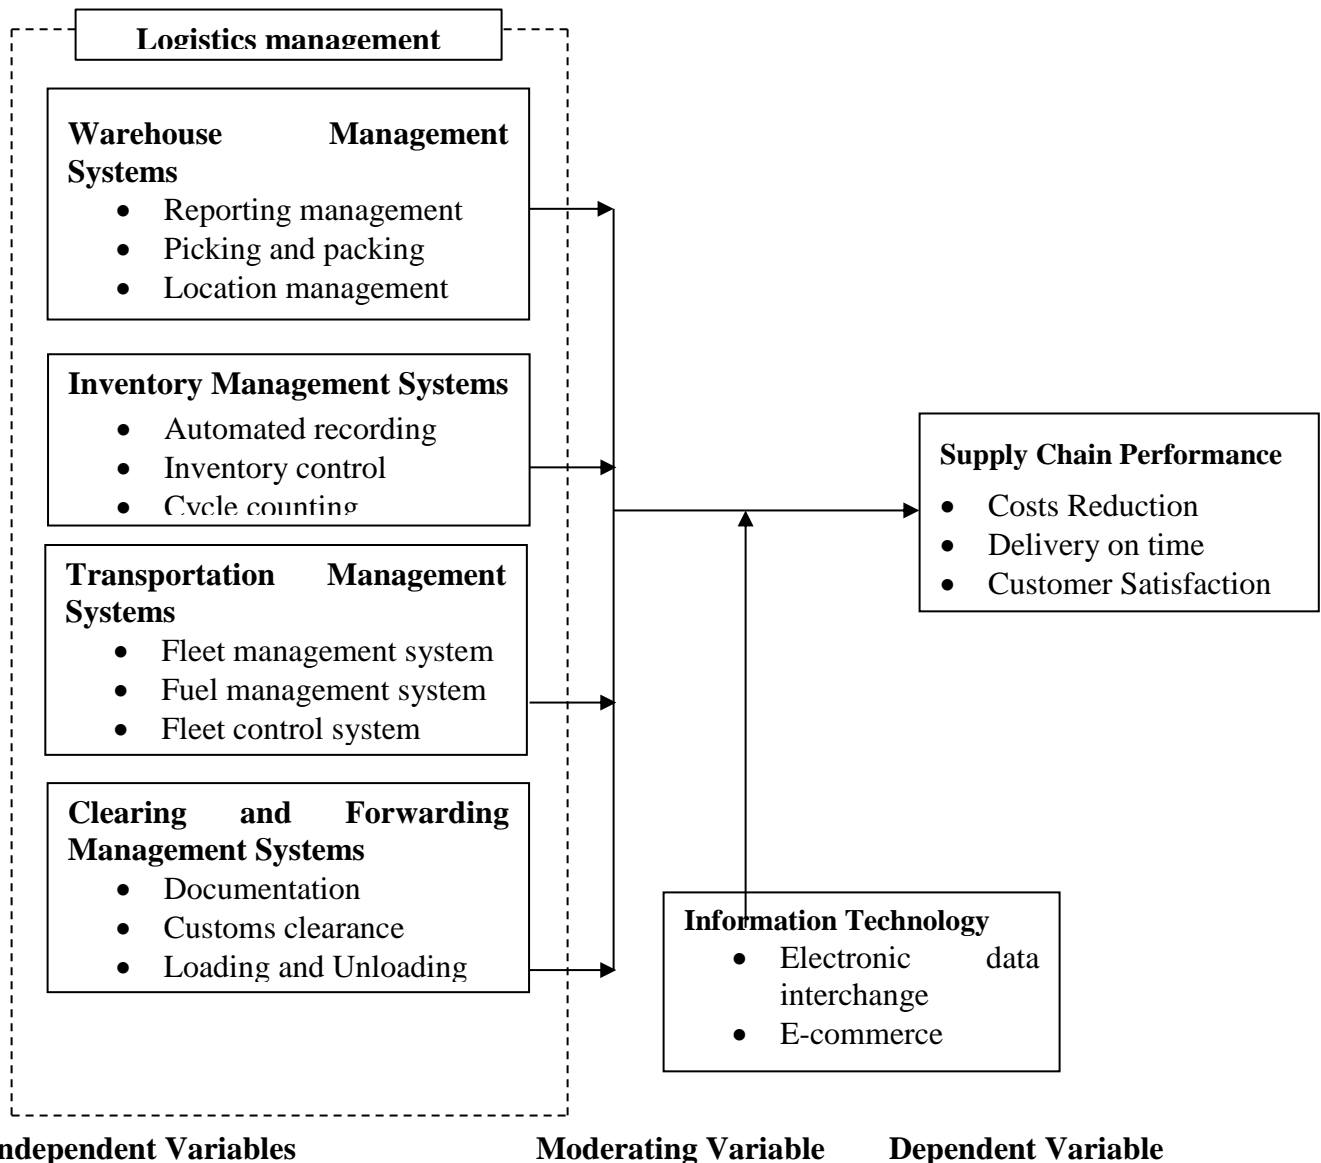 Logistics management
Warehouse Management
Systems
• Reporting management
• Picking and packing
• Location management
Inventory Management Systems
• Automated recording
• Inventory control
• Cycle counting
Transportation Management
Systems
• Fleet management system
• Fuel management system
• Fleet control system
Clearing and Forwarding
Management Systems
• Documentation
• Customs clearance
• Loading and Unloading
Supply Chain Performance
• Costs Reduction
• Delivery on time
• Customer Satisfaction
Information Technology
• Electronic data
interchange
• E-commerce
ndependent Variables
Moderating Variable
Dependent Variable